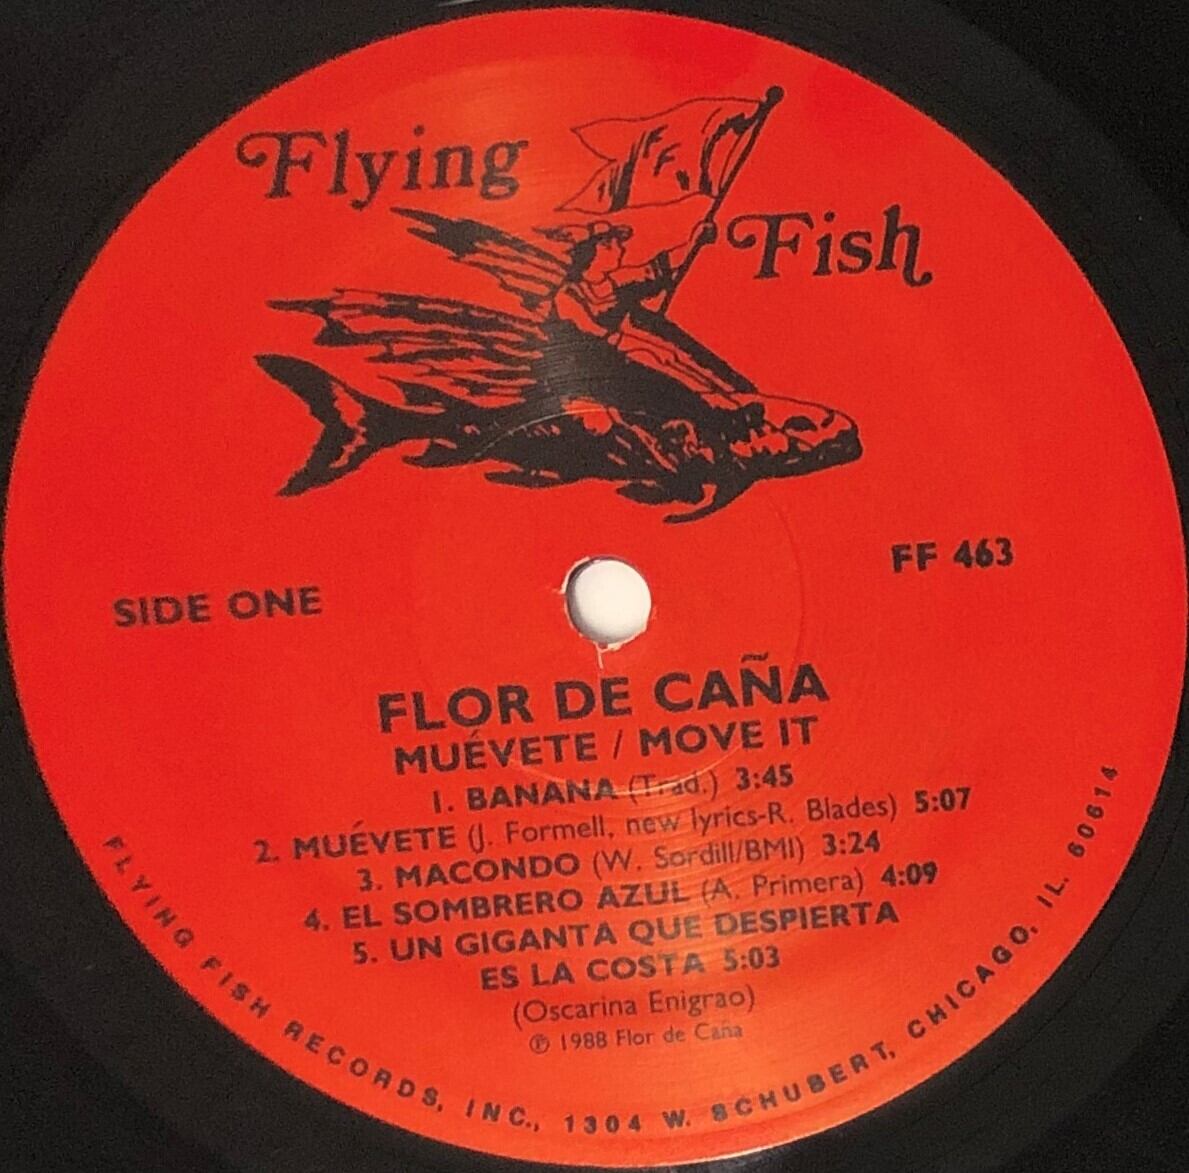 Flying
Fish
FF 463
SIDE ONE
FLOR DE CAÑA
MUÉVETE / MOVE IT
1. BANANA (Trad.) 3:45
2. MUÉVETE (J. Formell, new lyrics-R. Blades) 5:07
3. MACONDO (W. Sordill/BMI) 3:24
4. EL SOMBRERO AZUL (A. Primera) 4:09
5. UN GIGANTA QUE DESPIERTA
ES LA COSTA 5:03
(Oscarina Enigrao)
℗ 1988 Flor de Caña
FLYING FISH RECORDS, INC., 1304 W. SCHUBERT, CHICAGO, IL. 60614